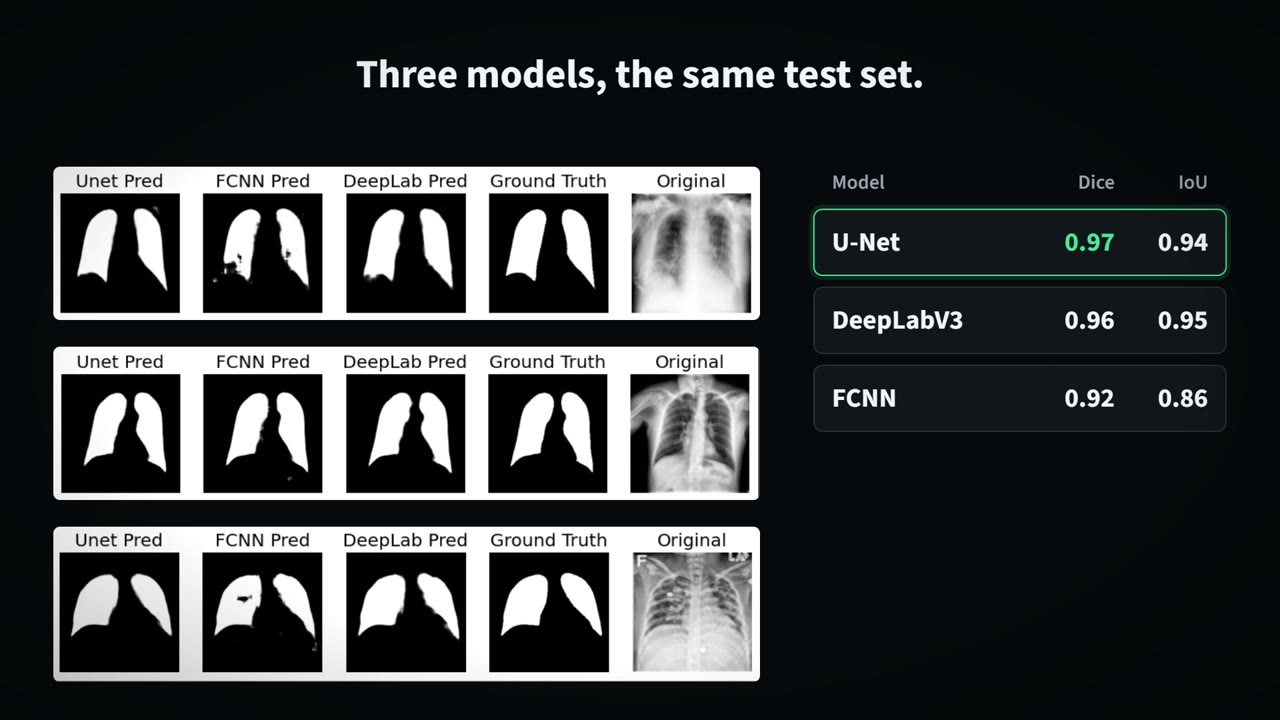 Three models, the same test set.
Unet Pred FCNN Pred DeepLab Pred Ground Truth Original
Unet Pred FCNN Pred DeepLab Pred Ground Truth Original
Unet Pred FCNN Pred DeepLab Pred Ground Truth Original
F
Model Dice IoU
U-Net 0.97 0.94
DeepLabV3 0.96 0.95
FCNN 0.92 0.86